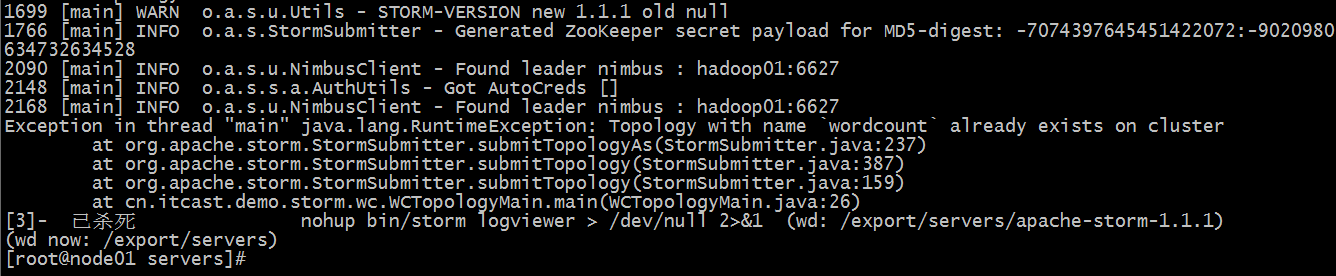 1699 [main] WARN  o.a.s.u.Utils - STORM-VERSION new 1.1.1 old null
1766 [main] INFO  o.a.s.StormSubmitter - Generated ZooKeeper secret payload for MD5-digest: -7074397645451422072:-9020980
634732634528
2090 [main] INFO  o.a.s.u.NimbusClient - Found leader nimbus : hadoop01:6627
2148 [main] INFO  o.a.s.s.a.AuthUtils - Got AutoCreds []
2168 [main] INFO  o.a.s.u.NimbusClient - Found leader nimbus : hadoop01:6627
Exception in thread "main" java.lang.RuntimeException: Topology with name `wordcount` already exists on cluster
        at org.apache.storm.StormSubmitter.submitTopologyAs(StormSubmitter.java:237)
        at org.apache.storm.StormSubmitter.submitTopology(StormSubmitter.java:387)
        at org.apache.storm.StormSubmitter.submitTopology(StormSubmitter.java:159)
        at cn.itcast.demo.storm.wc.WCTopologyMain.main(WCTopologyMain.java:26)
[3]-  已杀死               nohup bin/storm logviewer > /dev/null 2>&1  (wd: /export/servers/apache-storm-1.1.1)
(wd now: /export/servers)
[root@node01 servers]#